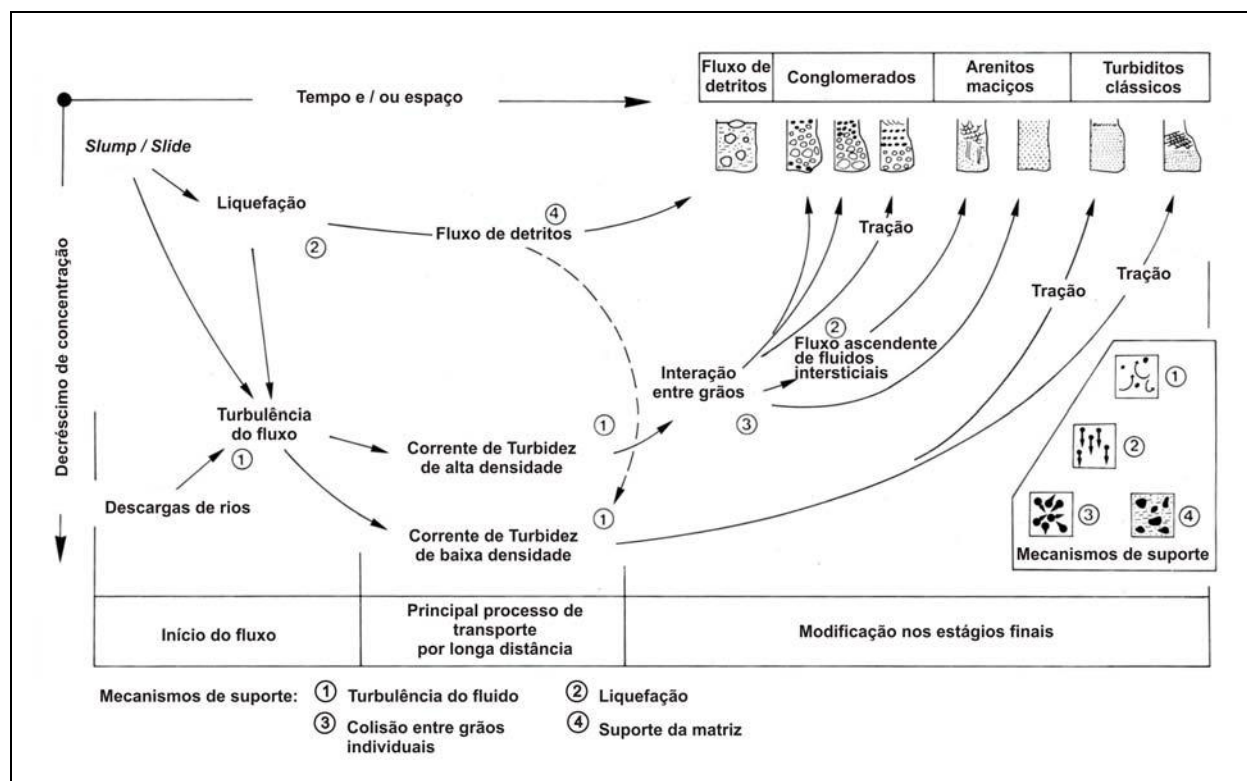 Fluxo de
detritos
Conglomerados
Arenitos
maciços
Turbiditos
clássicos
Tempo e / ou espaço
Slump / Slide
Liquefação
②
Fluxo de detritos
④
Tração
Tração
Tração
Decréscimo de concentração
②
Fluxo ascendente
de fluidos
intersticiais
Interação
entre grãos
③
①
②
③
④
Mecanismos de suporte
Turbulência
do fluxo
①
①
Corrente de Turbidez
de alta densidade
Descargas de rios
①
Corrente de Turbidez
de baixa densidade
Início do fluxo
Principal processo de
transporte
por longa distância
Modificação nos estágios finais
Mecanismos de suporte: ① Turbulência do fluido ② Liquefação
③ Colisão entre grãos ④ Suporte da matriz
individuais